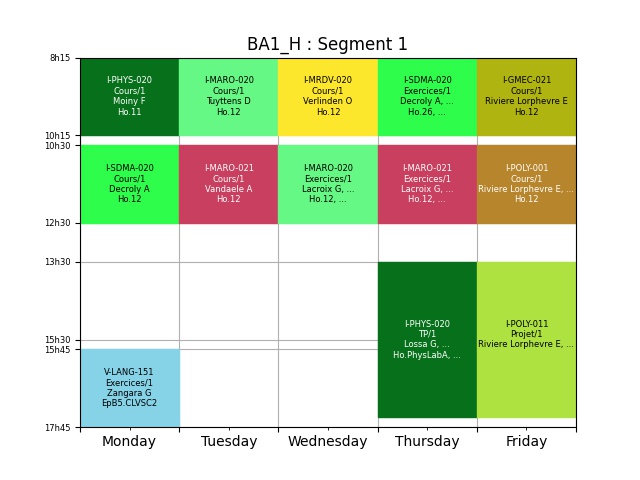 BA1_H : Segment 1
8h15
I-PHYS-020
Cours/1
Moiny F
Ho.11
I-MARO-020
Cours/1
Tuyttens D
Ho.12
I-MRDV-020
Cours/1
Verlinden O
Ho.12
I-SDMA-020
Exercices/1
Decroly A, ...
Ho.26, ...
I-GMEC-021
Cours/1
Riviere Lorphevre E
Ho.12
10h15
10h30
I-SDMA-020
Cours/1
Decroly A
Ho.12
I-MARO-021
Cours/1
Vandaele A
Ho.12
I-MARO-020
Exercices/1
Lacroix G, ...
Ho.12, ...
I-MARO-021
Exercices/1
Lacroix G, ...
Ho.12, ...
I-POLY-001
Cours/1
Riviere Lorphevre E, ...
Ho.12
12h30
13h30
I-PHYS-020
TP/1
Lossa G, ...
Ho.PhysLabA, ...
I-POLY-011
Projet/1
Riviere Lorphevre E, ...
15h30
15h45
V-LANG-151
Exercices/1
Zangara G
EpB5.CLVSC2
17h45
Monday
Tuesday
Wednesday
Thursday
Friday